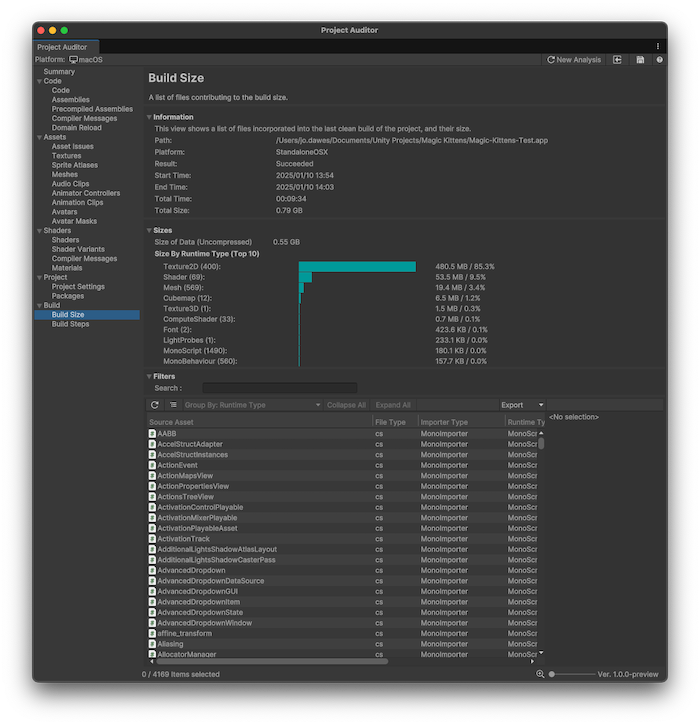 Project Auditor
Project Auditor
Platform: macOS New Analysis
Summary
Code
Code
Assemblies
Precompiled Assemblies
Compiler Messages
Domain Reload
Assets
Asset Issues
Textures
Sprite Atlases
Meshes
Audio Clips
Animator Controllers
Animation Clips
Avatars
Avatar Masks
Shaders
Shaders
Shader Variants
Compiler Messages
Materials
Project
Project Settings
Packages
Build
Build Size
Build Steps
Build Size
A list of files contributing to the build size.
Information
This view shows a list of files incorporated into the last clean build of the project, and their size.
Path: /Users/jo.dawes/Documents/Unity Projects/Magic Kittens/Magic-Kittens-Test.app
Platform: StandaloneOSX
Result: Succeeded
Start Time: 2025/01/10 13:54
End Time: 2025/01/10 14:03
Total Time: 00:09:34
Total Size: 0.79 GB
Sizes
Size of Data (Uncompressed) 0.55 GB
Size By Runtime Type (Top 10)
Texture2D (400): 480.5 MB / 85.3%
Shader (69): 53.5 MB / 9.5%
Mesh (569): 19.4 MB / 3.4%
Cubemap (12): 6.5 MB / 1.2%
Texture3D (1): 1.5 MB / 0.3%
ComputeShader (33): 0.7 MB / 0.1%
Font (2): 423.6 KB / 0.1%
LightProbes (1): 233.1 KB / 0.0%
MonoScript (1490): 180.1 KB / 0.0%
MonoBehaviour (560): 157.7 KB / 0.0%
Filters
Search :
Group By: Runtime Type Collapse All Expand All Export
Source Asset File Type Importer Type Runtime Ty
AABB cs MonoImporter MonoScr
AccelStructAdapter cs MonoImporter MonoScr
AccelStructInstances cs MonoImporter MonoScr
ActionEvent cs MonoImporter MonoScr
ActionMapsView cs MonoImporter MonoScr
ActionPropertiesView cs MonoImporter MonoScr
ActionsTreeView cs MonoImporter MonoScr
ActivationControlPlayable cs MonoImporter MonoScr
ActivationMixerPlayable cs MonoImporter MonoScr
ActivationPlayableAsset cs MonoImporter MonoScr
ActivationTrack cs MonoImporter MonoScr
AdditionalLightsShadowAtlasLayout cs MonoImporter MonoScr
AdditionalLightsShadowCasterPass cs MonoImporter MonoScr
AdvancedDropdown cs MonoImporter MonoScr
AdvancedDropdownDataSource cs MonoImporter MonoScr
AdvancedDropdownGUI cs MonoImporter MonoScr
AdvancedDropdownItem cs MonoImporter MonoScr
AdvancedDropdownState cs MonoImporter MonoScr
AdvancedDropdownWindow cs MonoImporter MonoScr
affine_transform cs MonoImporter MonoScr
Aliasing cs MonoImporter MonoScr
AllocatorManager cs MonoImporter MonoScr
<No selection>
0 / 4169 Items selected
Ver. 1.0.0-preview